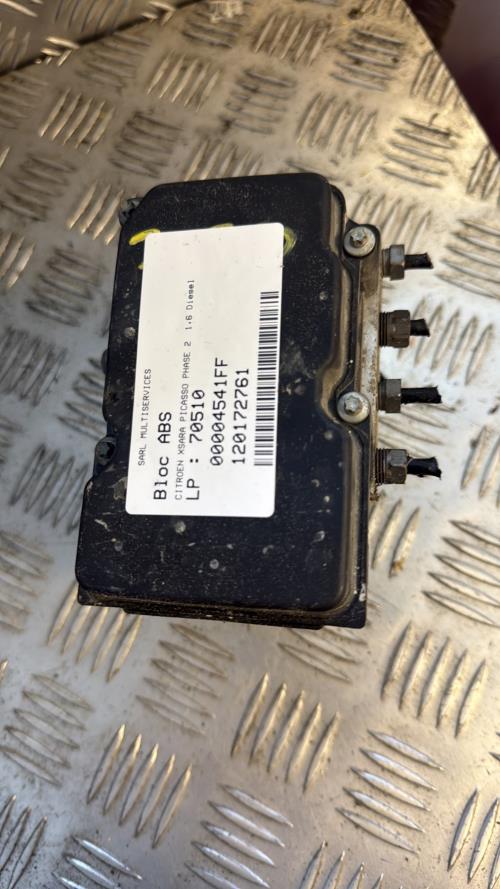 SARL MULTISERVICES
Bloc ABS
CITROEN XSARA PICASSO PHASE 2 1.6 Diesel
LP : 70510
00004541FF
120172761